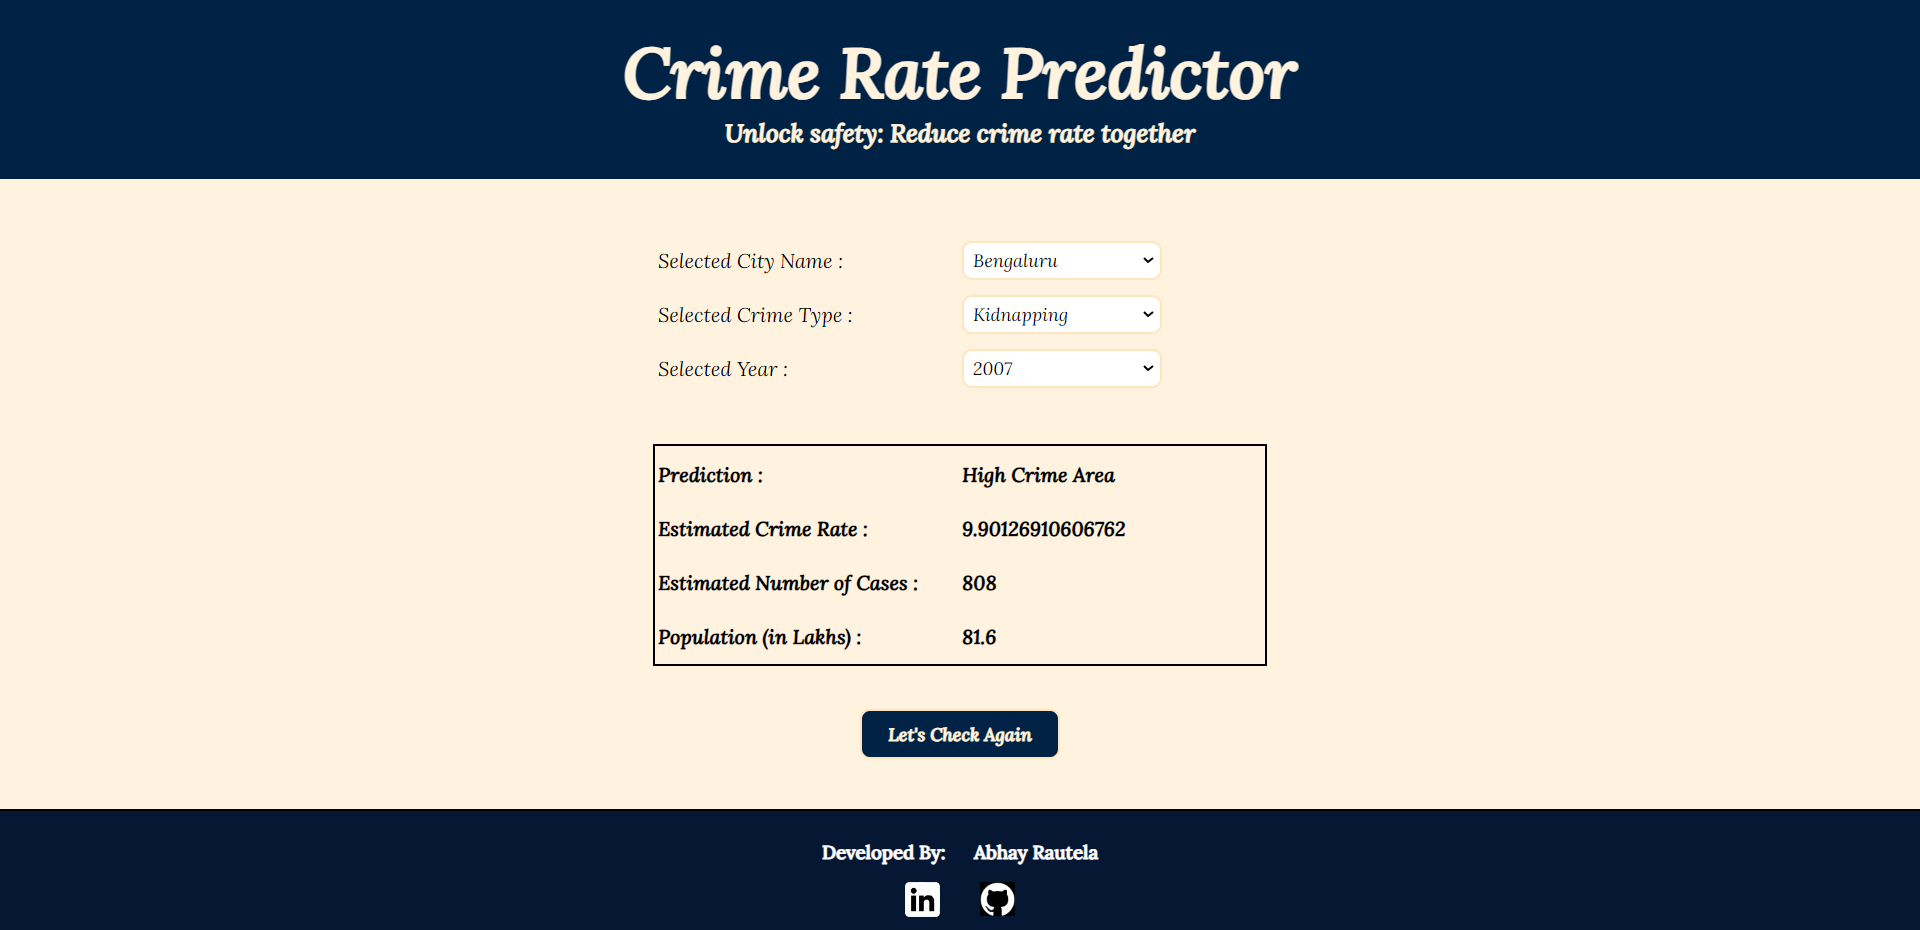 Crime Rate Predictor
Unlock safety: Reduce crime rate together
Selected City Name : Bengaluru
Selected Crime Type : Kidnapping
Selected Year : 2007
Prediction : High Crime Area
Estimated Crime Rate : 9.90126910606762
Estimated Number of Cases : 808
Population (in Lakhs) : 81.6
Let's Check Again
Developed By: Abhay Rautela
in